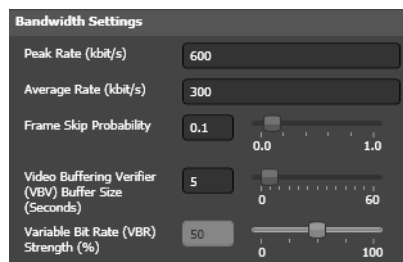 Bandwidth Settings
Peak Rate (kbit/s) 600
Average Rate (kbit/s) 300
Frame Skip Probability 0.1
0.0 1.0
Video Buffering Verifier
(VBV) Buffer Size 5
(Seconds) 0 60
Variable Bit Rate (VBR) 50
Strength (%)
0 100